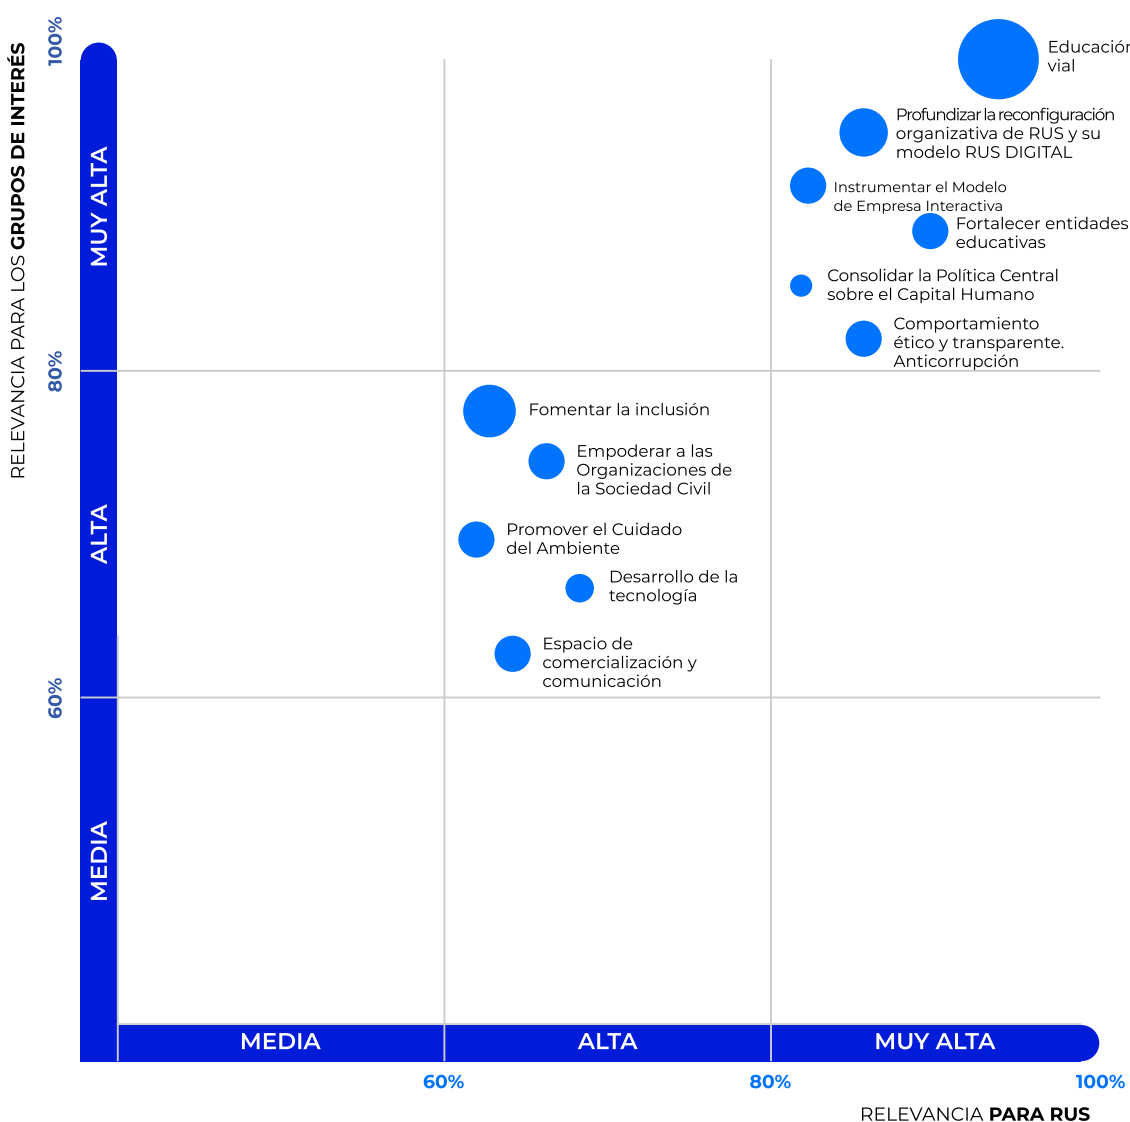 RELEVANCIA PARA LOS GRUPOS DE INTERÉS
100%
MUY ALTA
80%
ALTA
60%
MEDIA
Educación
vial
Profundizar la reconfiguración
organizativa de RUS y su
modelo RUS DIGITAL
Instrumentar el Modelo
de Empresa Interactiva
Fortalecer entidades
educativas
Consolidar la Política Central
sobre el Capital Humano
Comportamiento
ético y transparente.
Anticorrupción
Fomentar la inclusión
Empoderar a las
Organizaciones de
la Sociedad Civil
Promover el Cuidado
del Ambiente
Desarrollo de la
tecnología
Espacio de
comercialización y
comunicación
MEDIA
ALTA
MUY ALTA
60%
80%
100%
RELEVANCIA PARA RUS